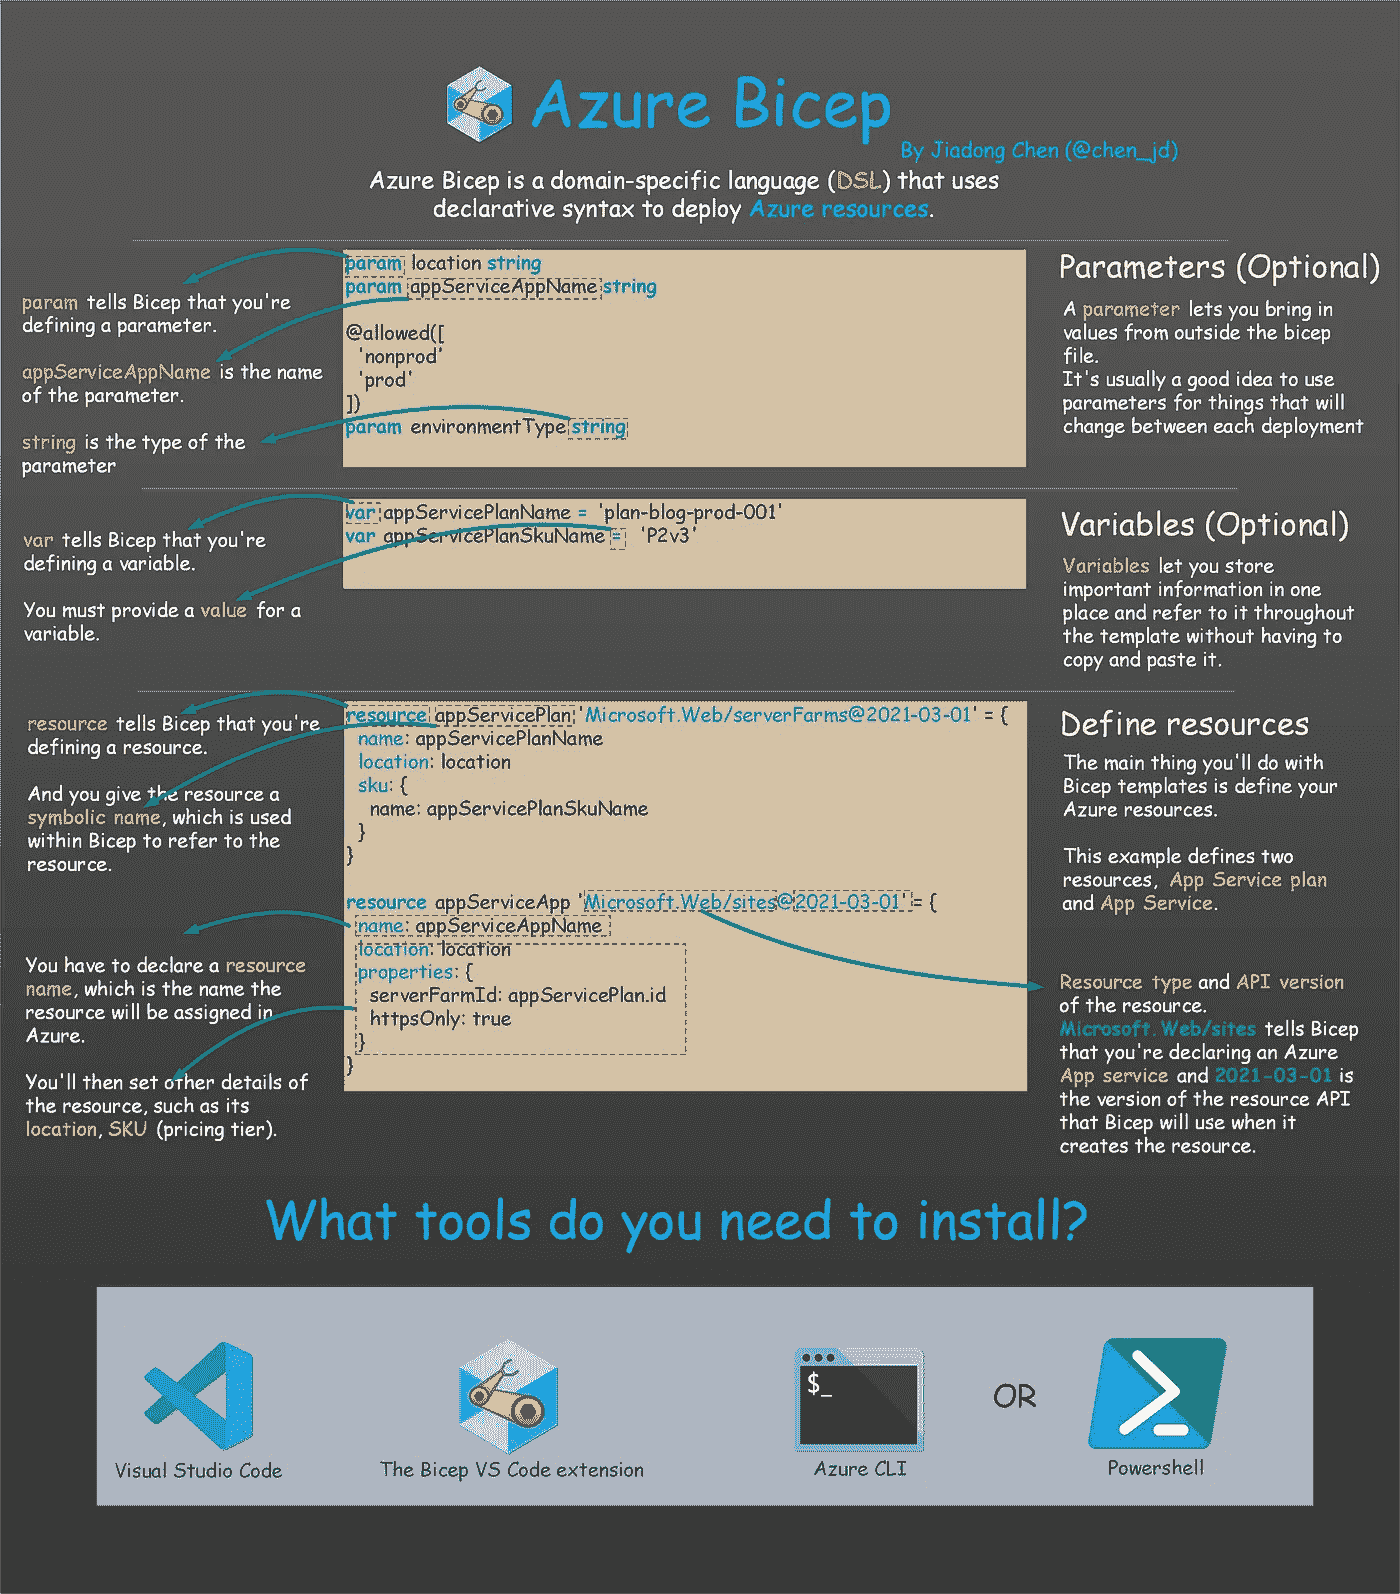 Azure Bicep
By Jiadong Chen (@chen_jd)
Azure Bicep is a domain-specific language (DSL) that uses
declarative syntax to deploy Azure resources.
param tells Bicep that you're
defining a parameter.
appServiceAppName is the name
of the parameter.
string is the type of the
parameter
param location string
param appServiceAppName string
@allowed([
'nonprod'
'prod'
])
param environmentType string
Parameters (Optional)
A parameter lets you bring in
values from outside the bicep
file.
It's usually a good idea to use
parameters for things that will
change between each deployment
var tells Bicep that you're
defining a variable.
You must provide a value for a
variable.
var appServicePlanName = 'plan-blog-prod-001'
var appServicePlanSkuName = 'P2v3'
Variables (Optional)
Variables let you store
important information in one
place and refer to it throughout
the template without having to
copy and paste it.
resource tells Bicep that you're
defining a resource.
And you give the resource a
symbolic name, which is used
within Bicep to refer to the
resource.
You have to declare a resource
name, which is the name the
resource will be assigned in
Azure.
You'll then set other details of
the resource, such as its
location, SKU (pricing tier).
resource appServicePlan 'Microsoft.Web/serverFarms@2021-03-01' = {
name: appServicePlanName
location: location
sku: {
name: appServicePlanSkuName
}
}
resource appServiceApp 'Microsoft.Web/sites@2021-03-01' = {
name: appServiceAppName
location: location
properties: {
serverFarmId: appServicePlan.id
httpsOnly: true
}
}
Define resources
The main thing you'll do with
Bicep templates is define your
Azure resources.
This example defines two
resources, App Service plan
and App Service.
Resource type and API version
of the resource.
Microsoft.Web/sites tells Bicep
that you're declaring an Azure
App service and 2021-03-01 is
the version of the resource API
that Bicep will use when it
creates the resource.
What tools do you need to install?
$_
OR
Visual Studio Code
The Bicep VS Code extension
Azure CLI
Powershell